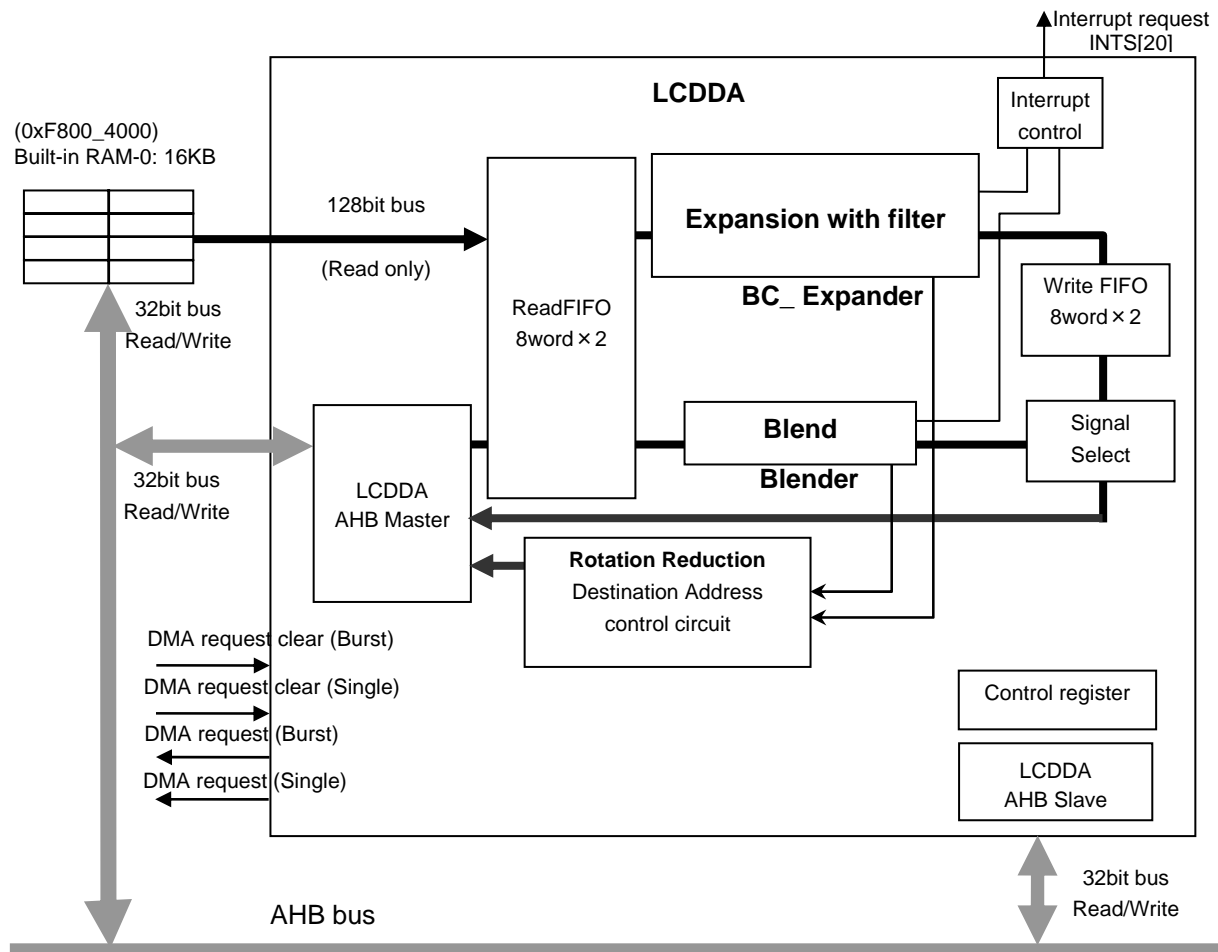 Interrupt request
INTS[20]
LCDDA
Interrupt
control
(0xF800_4000)
Built-in RAM-0: 16KB
128bit bus
(Read only)
Expansion with filter
BC_ Expander
ReadFIFO
8word×2
Write FIFO
8word×2
32bit bus
Read/Write
Blend
Blender
Signal
Select
32bit bus
Read/Write
LCDDA
AHB Master
Rotation Reduction
Destination Address
control circuit
DMA request clear (Burst)
DMA request clear (Single)
DMA request (Burst)
DMA request (Single)
Control register
LCDDA
AHB Slave
32bit bus
Read/Write
AHB bus